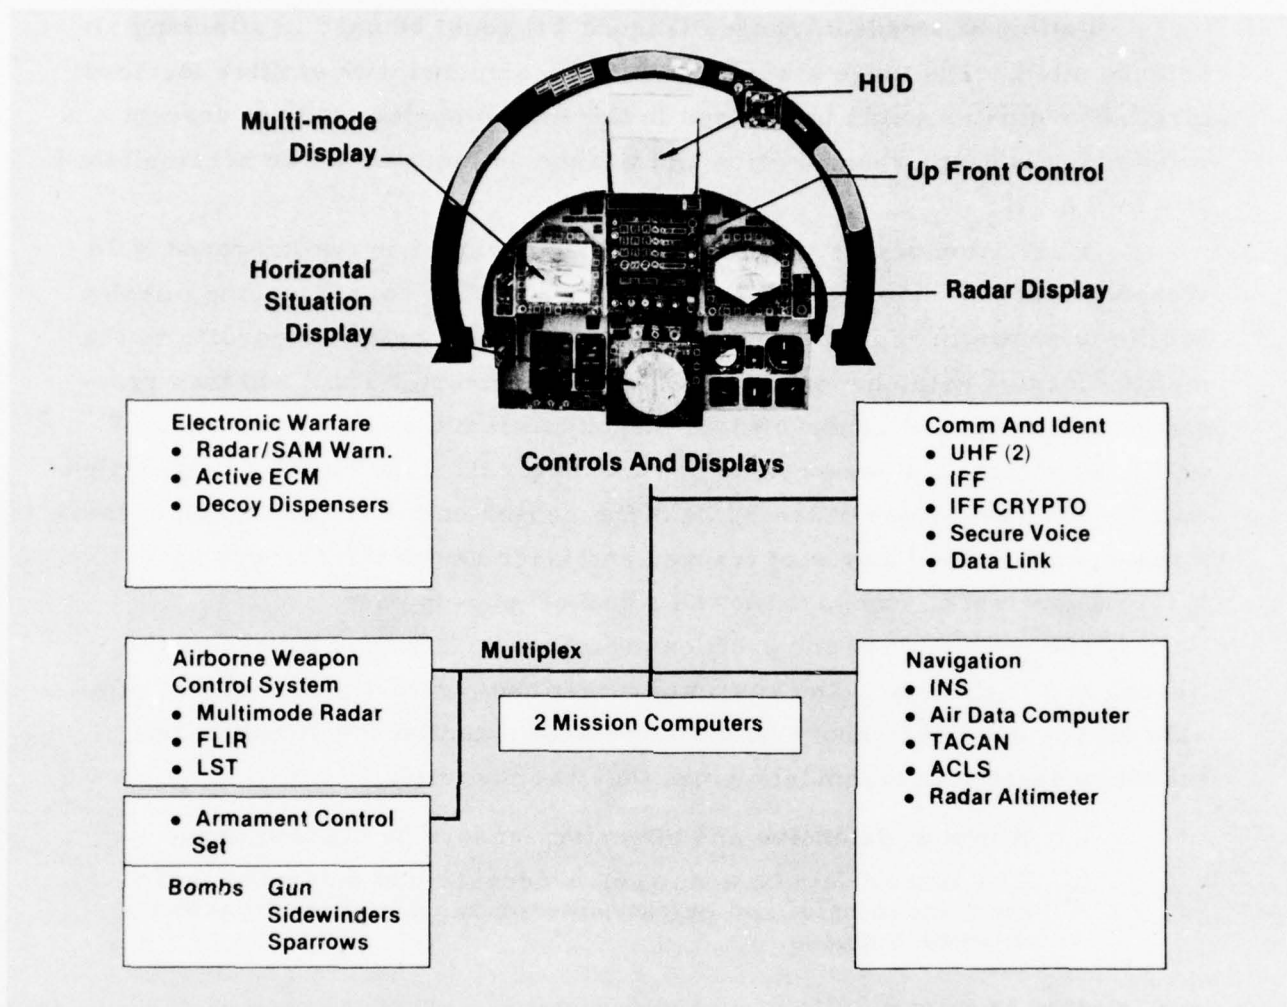 HUD
Multi-mode
Display
Up Front Control
Horizontal
Situation
Display
Radar Display
Controls And Displays
Electronic Warfare
• Radar/SAM Warn.
• Active ECM
• Decoy Dispensers
Comm And Ident
• UHF (2)
• IFF
• IFF CRYPTO
• Secure Voice
• Data Link
Multiplex
2 Mission Computers
Airborne Weapon
Control System
• Multimode Radar
• FLIR
• LST
• Armament Control
Set
Bombs Gun
Sidewinders
Sparrows
Navigation
• INS
• Air Data Computer
• TACAN
• ACLS
• Radar Altimeter